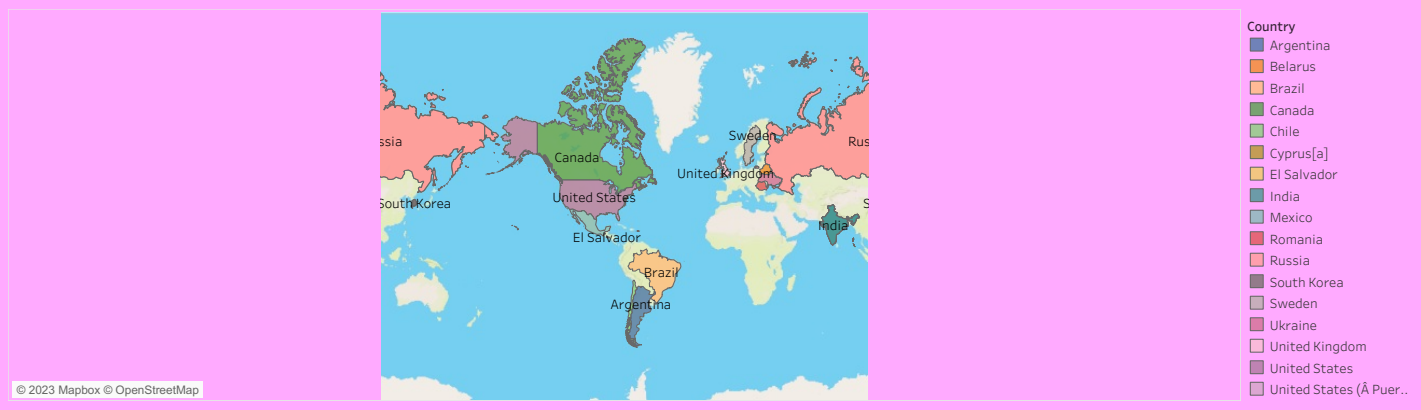 Sweden
ssia
Rus
Canada
United Kingdom
United States
South Korea
S
India
El Salvador
Brazil
Argentina
© 2023 Mapbox © OpenStreetMap
Country
Argentina
Belarus
Brazil
Canada
Chile
Cyprus[a]
El Salvador
India
Mexico
Romania
Russia
South Korea
Sweden
Ukraine
United Kingdom
United States
United States (Â Puer..